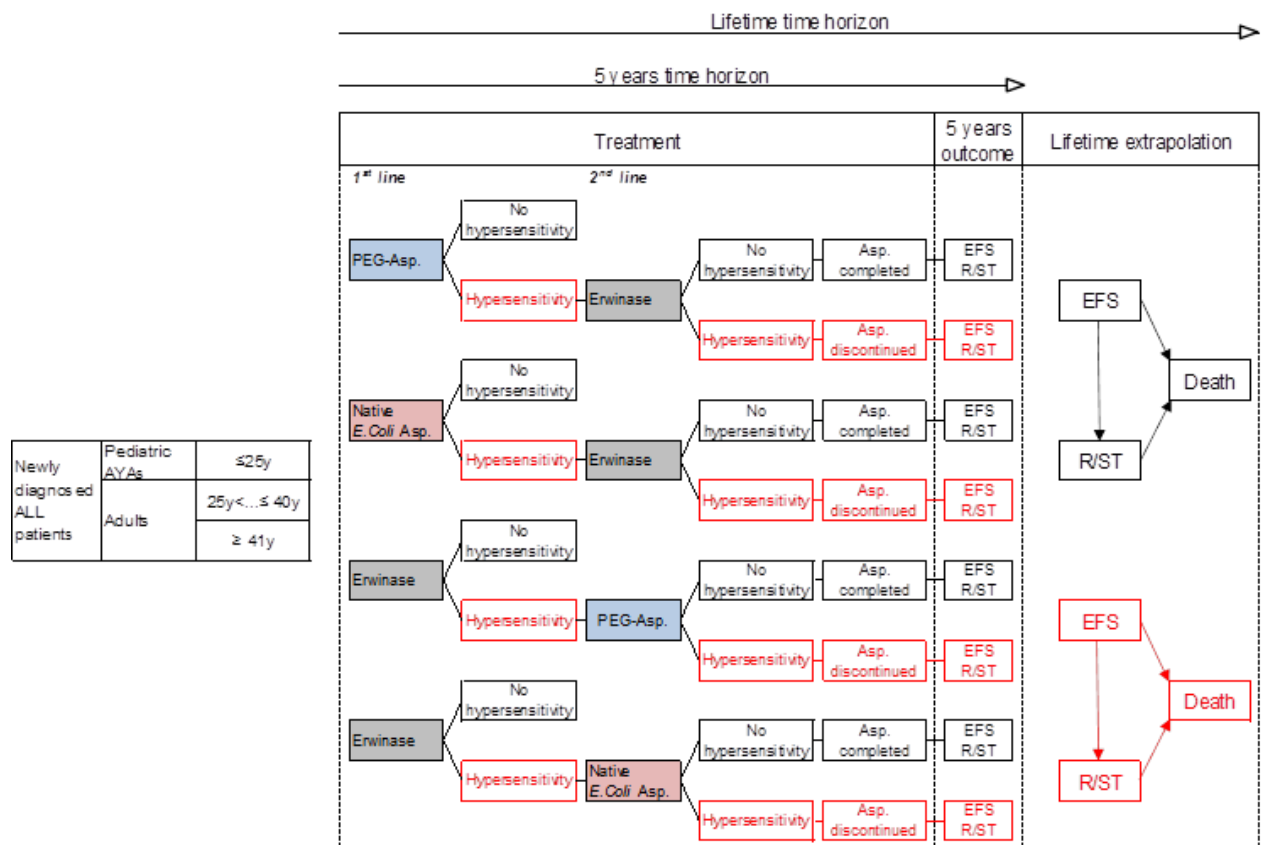 Lifetime time horizon
5 years time horizon
Treatment
5 years
outcome
Lifetime extrapolation
1st line
2nd line
No
hypersensitivity
PEG-Asp.
Hypersensitivity
Erwinase
No
hypersensitivity
Asp.
completed
EFS
R/ST
Hypersensitivity
Asp.
discontinued
EFS
R/ST
No
hypersensitivity
Native
E.Coli Asp.
Hypersensitivity
Erwinase
No
hypersensitivity
Asp.
completed
EFS
R/ST
Hypersensitivity
Asp.
discontinued
EFS
R/ST
No
hypersensitivity
Erwinase
Hypersensitivity
PEG-Asp.
No
hypersensitivity
Asp.
completed
EFS
R/ST
Hypersensitivity
Asp.
discontinued
EFS
R/ST
No
hypersensitivity
Erwinase
Hypersensitivity
Native
E.Coli Asp.
No
hypersensitivity
Asp.
completed
EFS
R/ST
Hypersensitivity
Asp.
discontinued
EFS
R/ST
EFS
Death
R/ST
EFS
Death
R/ST
Newly
diagnosed
ALL
patients
Pediatric
AYAs
≤25y
Adults
25y<...≤ 40y
≥ 41y